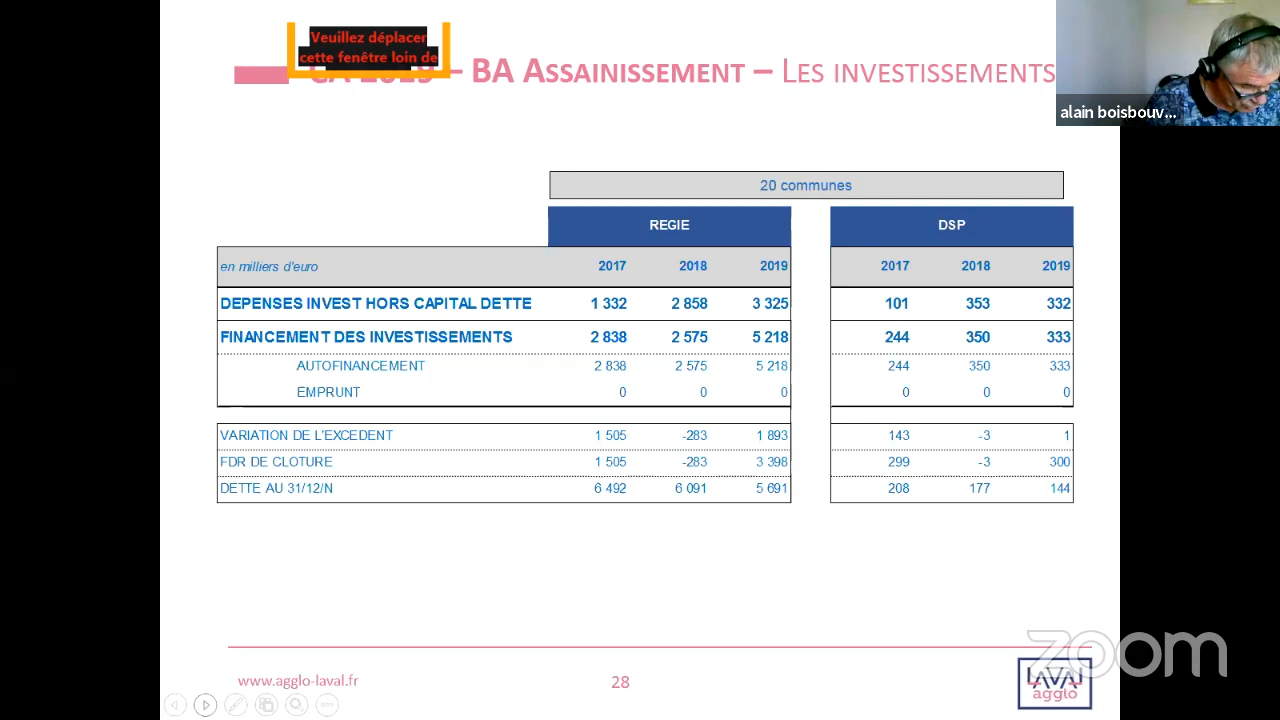 Veuillez déplacer
cette fenêtre loin de
– BA ASSAINISSEMENT – LES INVESTISSEMENTS
alain boisbouv...
20 communes
REGIE DSP
en milliers d'euro 2017 2018 2019 2017 2018 2019
DEPENSES INVEST HORS CAPITAL DETTE 1 332 2 858 3 325 101 353 332
FINANCEMENT DES INVESTISSEMENTS 2 838 2 575 5 218 244 350 333
AUTOFINANCEMENT 2 838 2 575 5 218 244 350 333
EMPRUNT 0 0 0 0 0 0
VARIATION DE L'EXCEDENT 1 505 -283 1 893 143 -3 1
FDR DE CLOTURE 1 505 -283 3 398 299 -3 300
DETTE AU 31/12/N 6 492 6 091 5 691 208 177 144
zoom
www.agglo-laval.fr 28
LAVAL
agglo